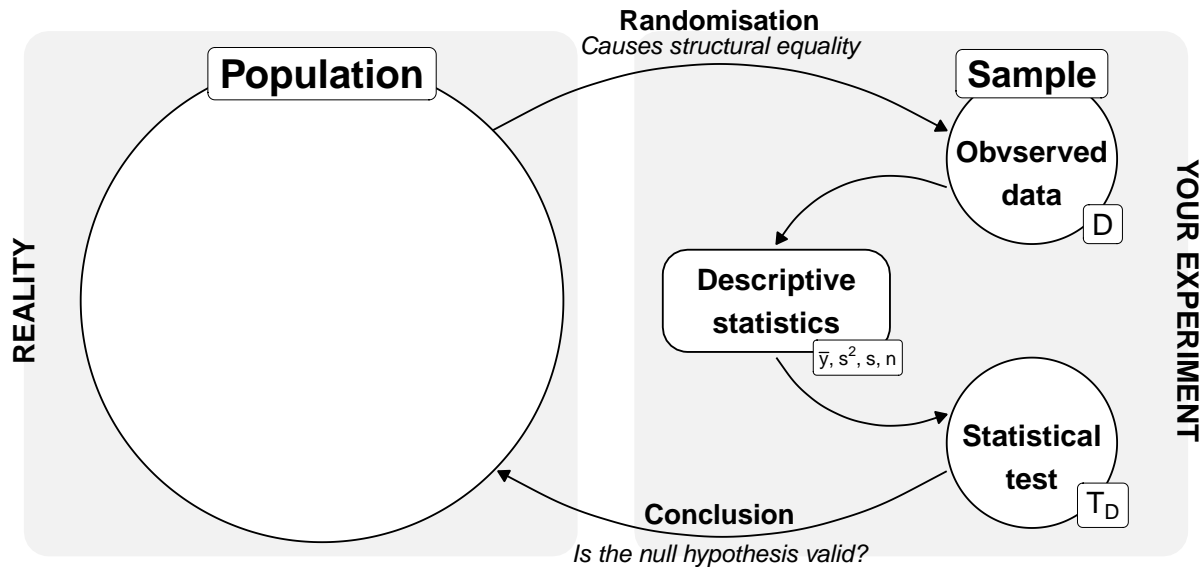 Randomisation
Causes structural equality
Population
Sample
Obvserved
data
D
REALITY
YOUR EXPERIMENT
Descriptive
statistics
y̅, s², s, n
Statistical
test
T_D
Conclusion
Is the null hypothesis valid?